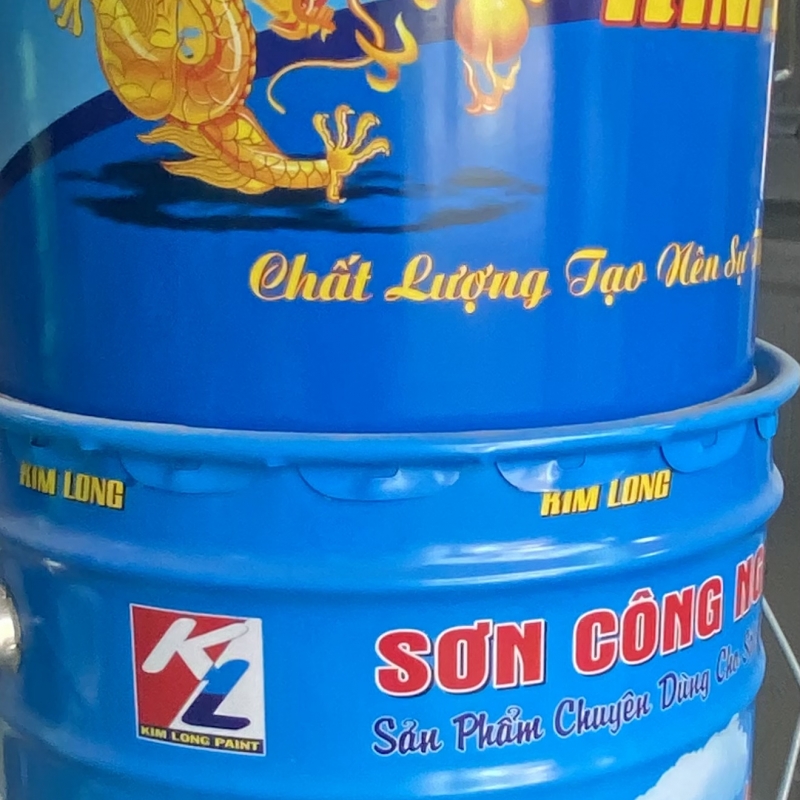 Chất Lượng Tạo Nên Sự
KIM LONG
KIM LONG
KL
KIM LONG PAINT
SƠN CÔNG
Sản Phẩm Chuyên Dùng Cho